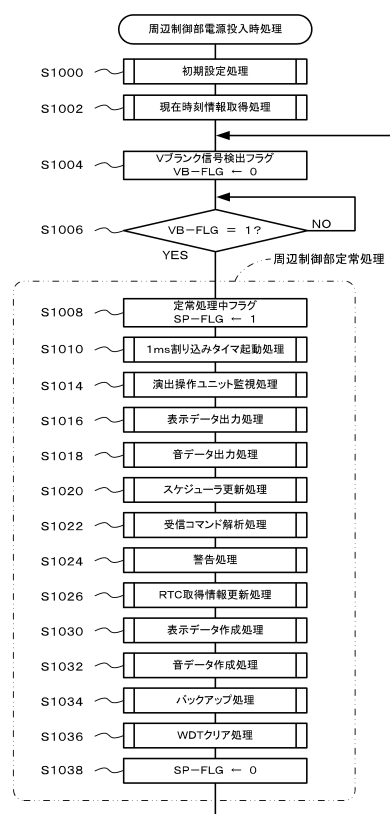 周辺制御部電源投入時処理
S1000
初期設定処理
S1002
現在時刻情報取得処理
S1004
Vブランク信号検出フラグ
VB-FLG ← 0
S1006
VB-FLG = 1?
NO
YES
周辺制御部定常処理
S1008
定常処理中フラグ
SP-FLG ← 1
S1010
1ms割り込みタイマ起動処理
S1014
演出操作ユニット監視処理
S1016
表示データ出力処理
S1018
音データ出力処理
S1020
スケジューラ更新処理
S1022
受信コマンド解析処理
S1024
警告処理
S1026
RTC取得情報更新処理
S1030
表示データ作成処理
S1032
音データ作成処理
S1034
バックアップ処理
S1036
WDTクリア処理
S1038
SP-FLG ← 0